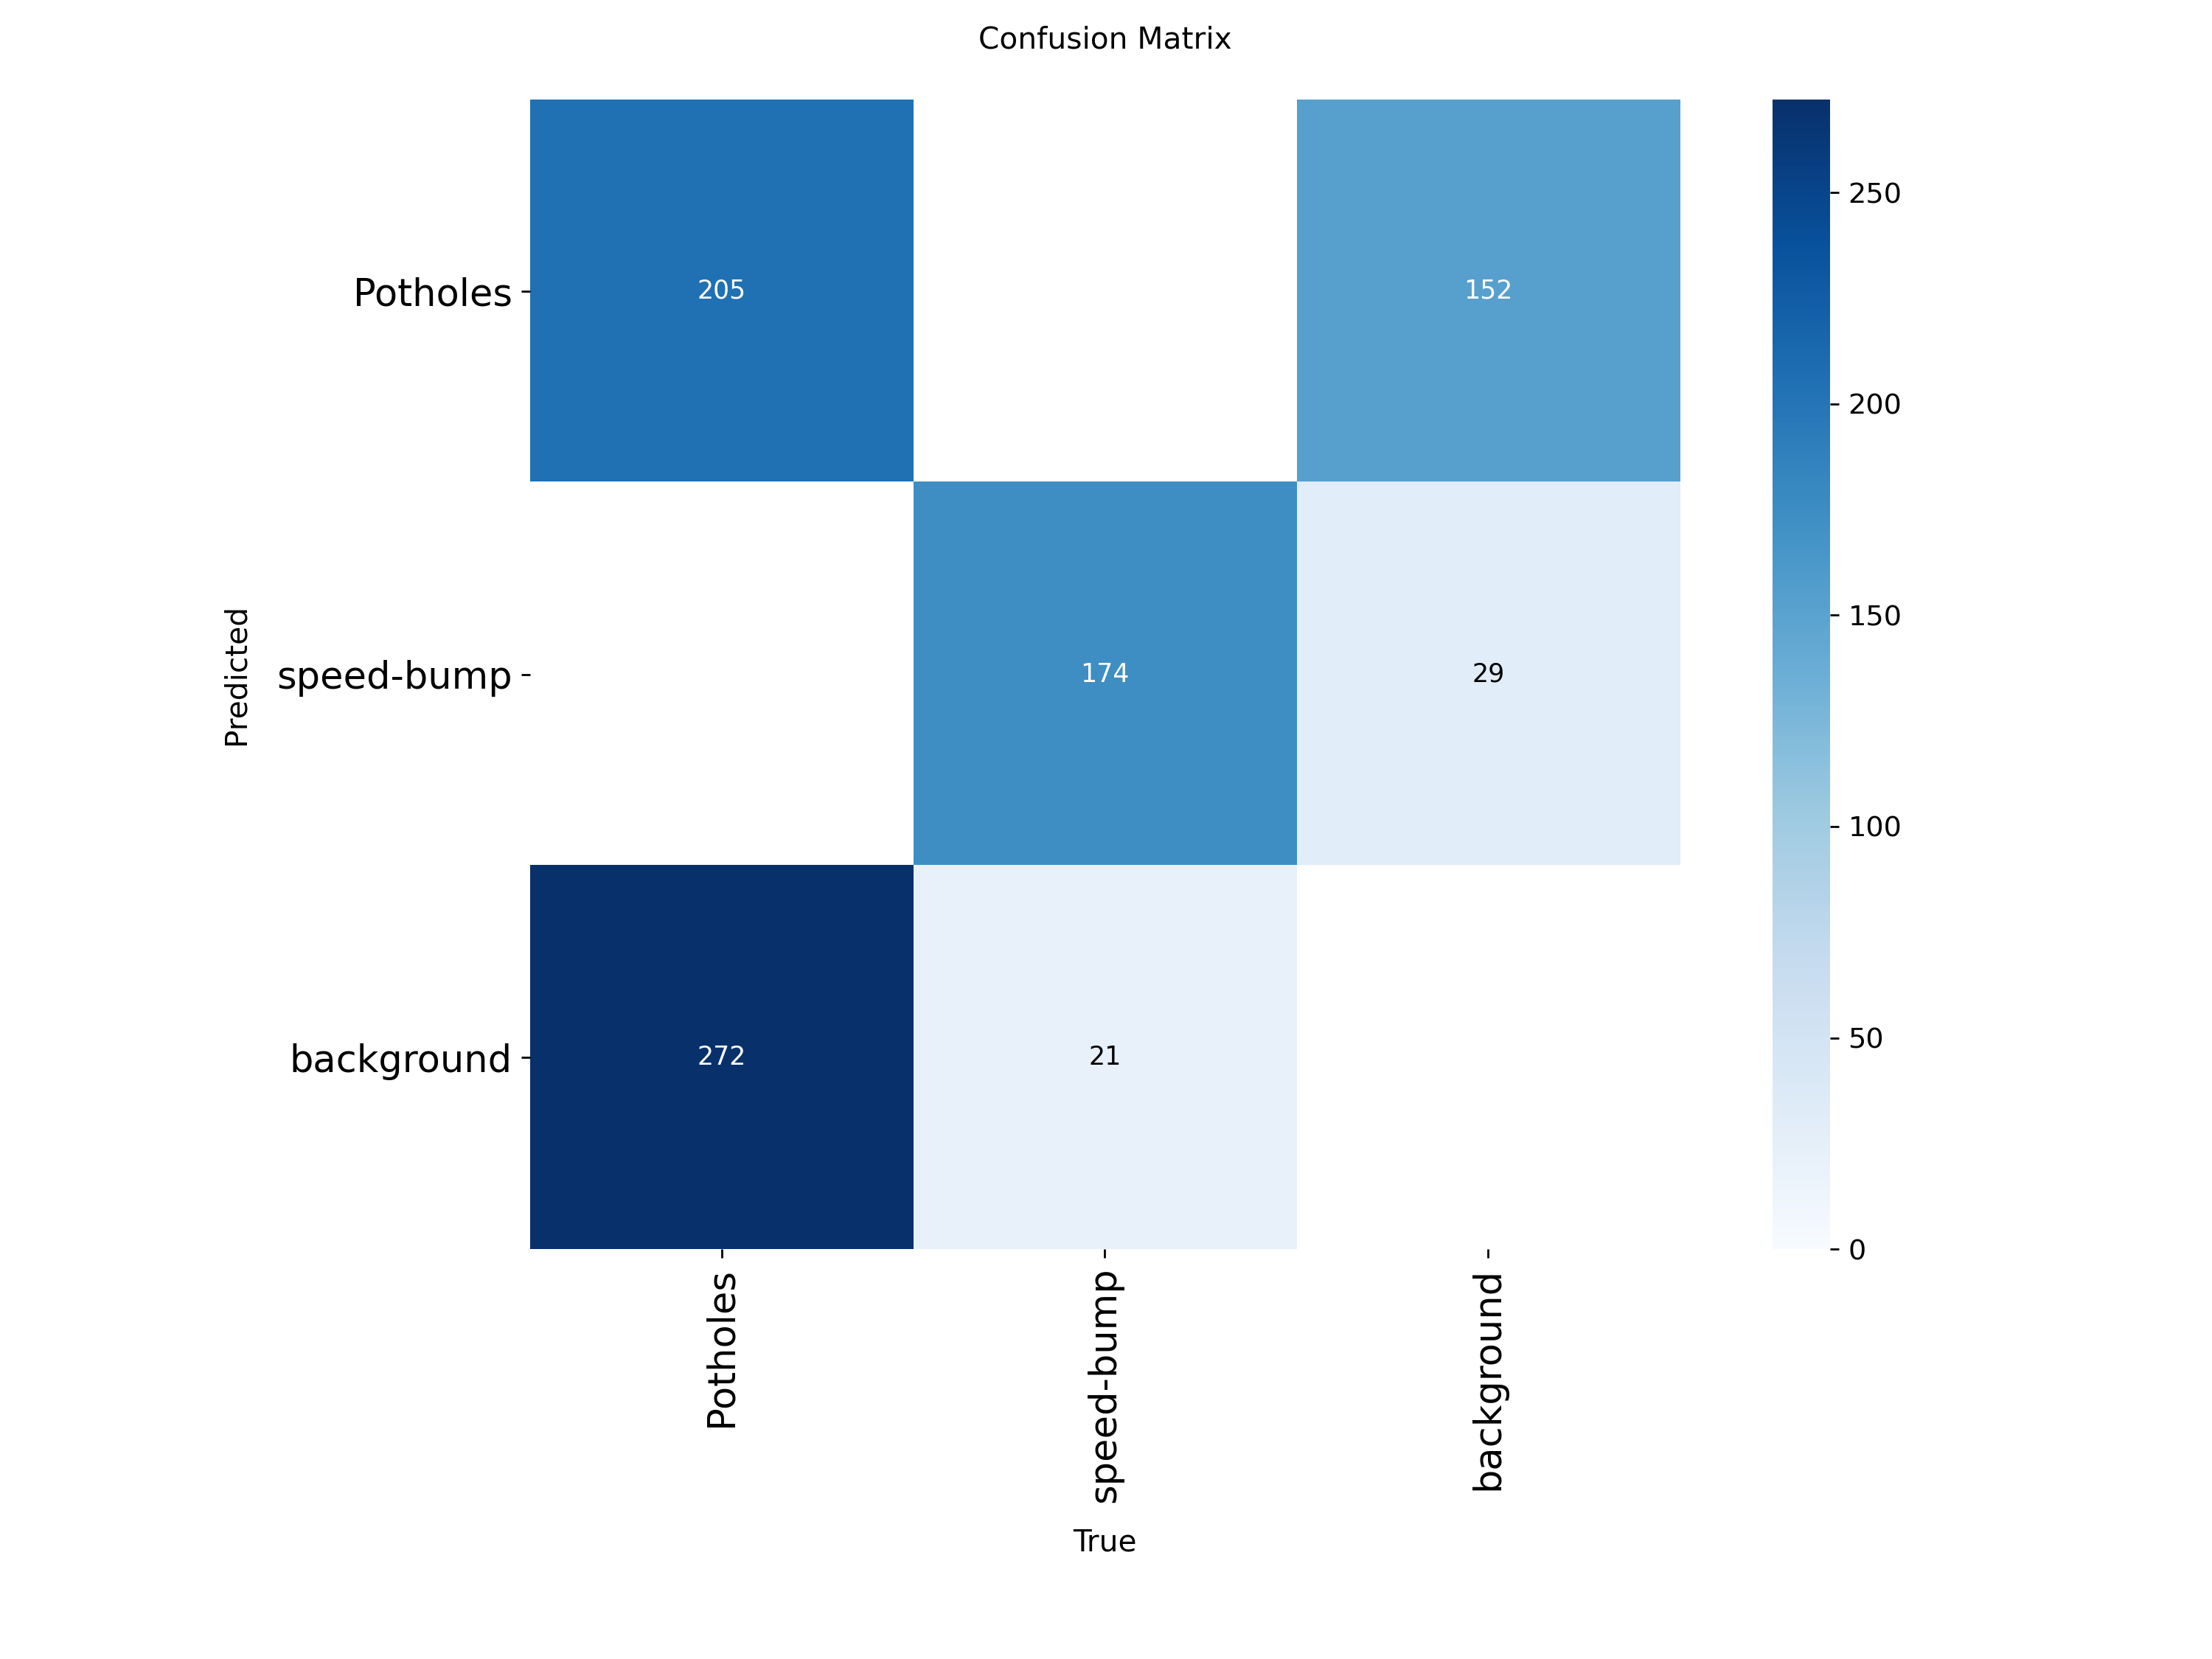 Confusion Matrix
Predicted
Potholes
speed-bump
background
205
152
174
29
272
21
250
200
150
100
50
0
Potholes
speed-bump
background
True